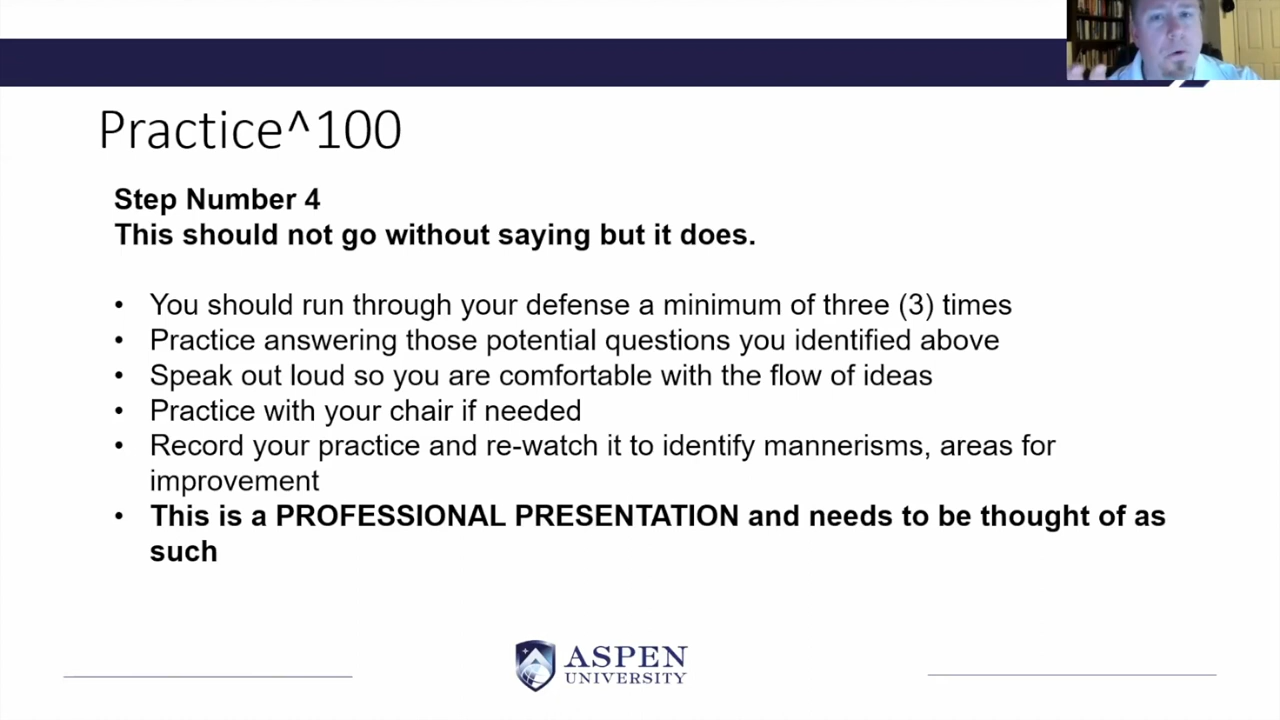 Practice^100
Step Number 4
This should not go without saying but it does.
• You should run through your defense a minimum of three (3) times
• Practice answering those potential questions you identified above
• Speak out loud so you are comfortable with the flow of ideas
• Practice with your chair if needed
• Record your practice and re-watch it to identify mannerisms, areas for
improvement
• This is a PROFESSIONAL PRESENTATION and needs to be thought of as
such
ASPEN
UNIVERSITY